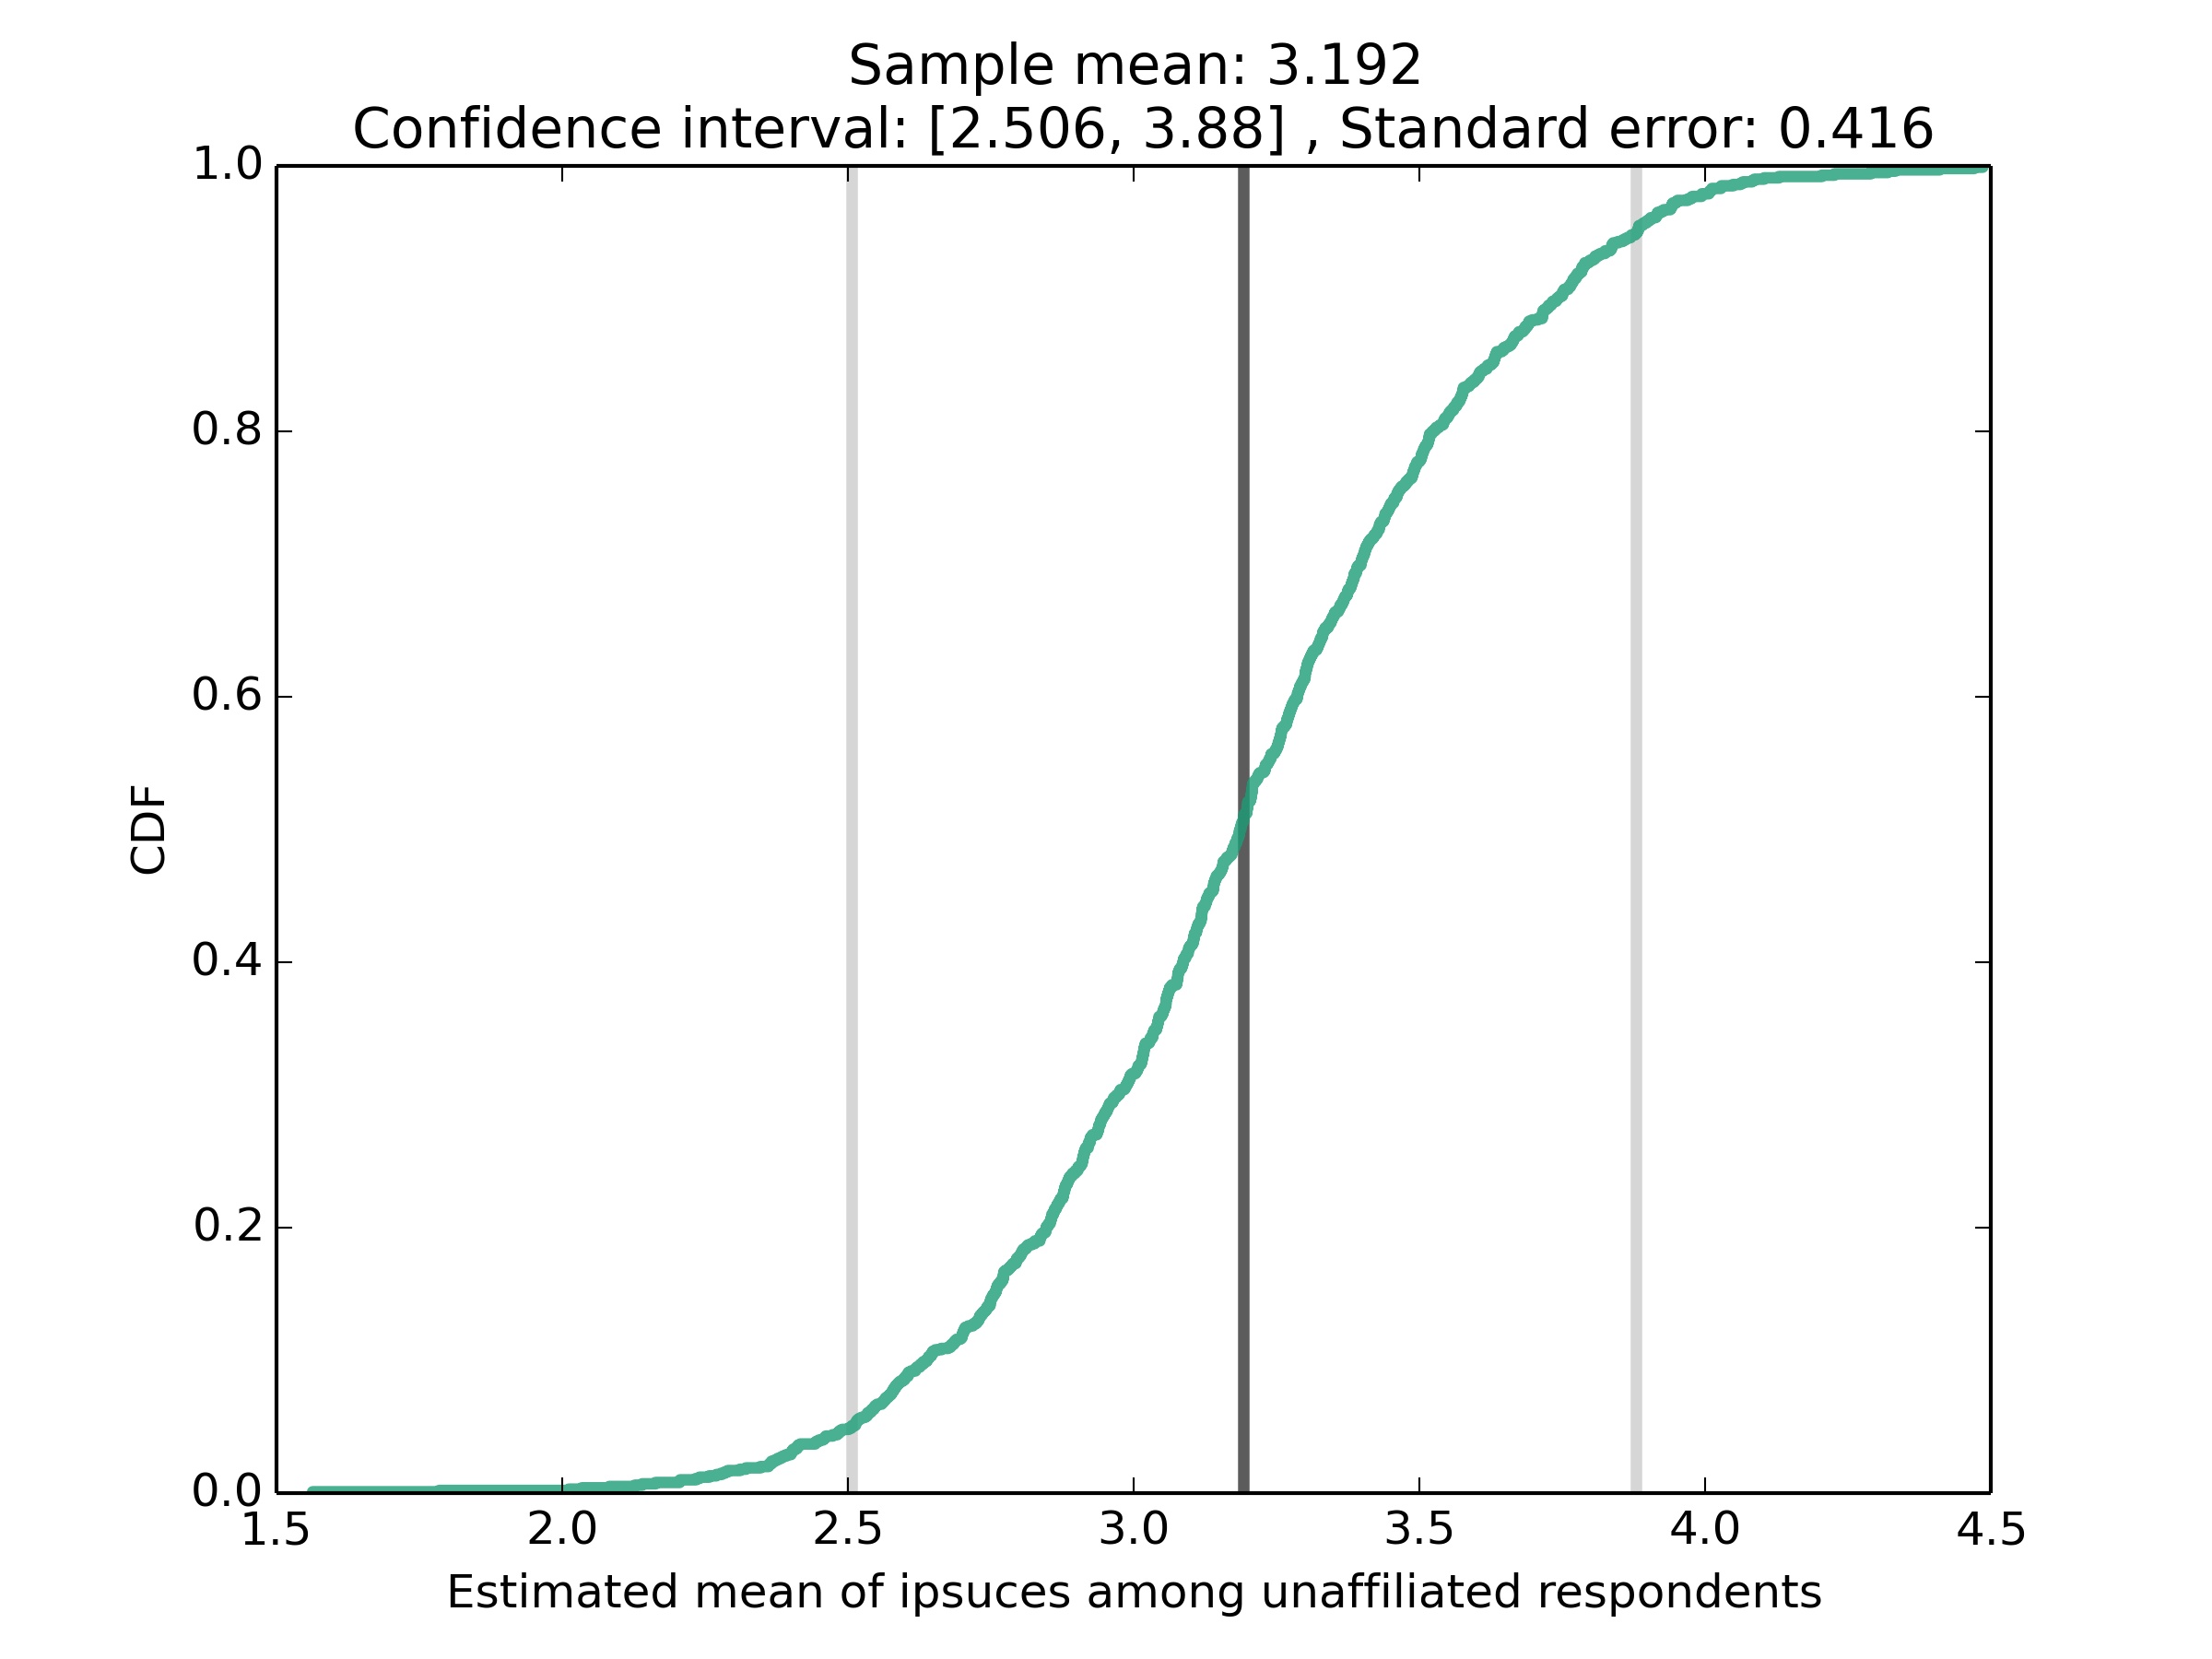 Sample mean: 3.192
Confidence interval: [2.506, 3.88] , Standard error: 0.416
1.0
0.8
0.6
0.4
0.2
0.0
CDF
1.5 2.0 2.5 3.0 3.5 4.0 4.5
Estimated mean of ipsuces among unaffiliated respondents